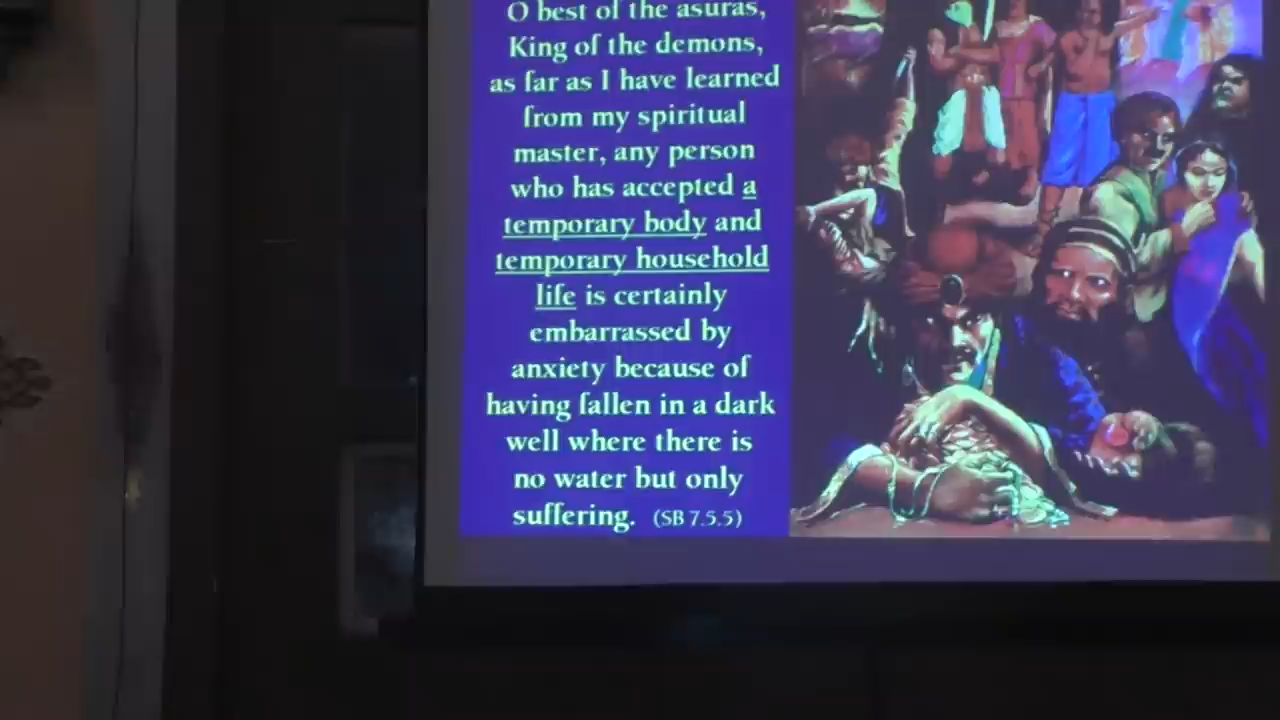 O best of the asuras,
King of the demons,
as far as I have learned
from my spiritual
master, any person
who has accepted a
temporary body and
temporary household
life is certainly
embarrassed by
anxiety because of
having fallen in a dark
well where there is
no water but only
suffering. (SB 7.5.5)